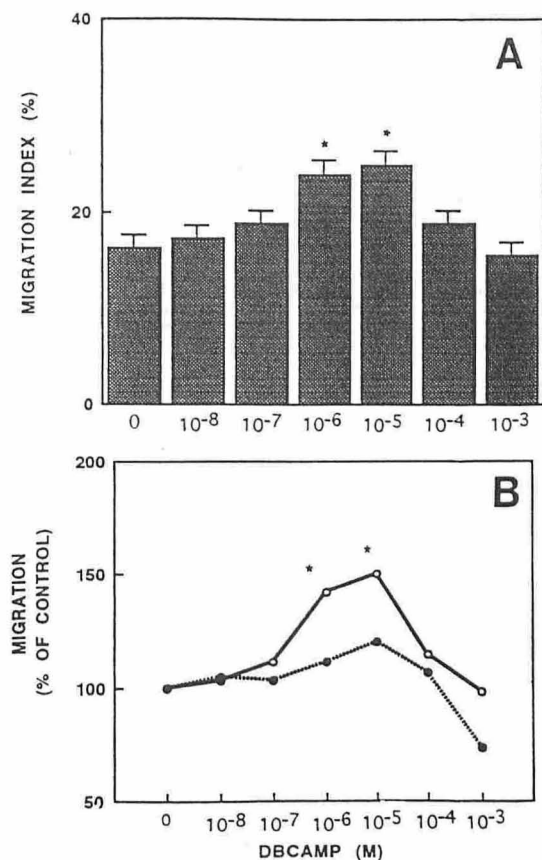 40
A
MIGRATION INDEX (%)
* *
20
0
0 10⁻⁸ 10⁻⁷ 10⁻⁶ 10⁻⁵ 10⁻⁴ 10⁻³
200
B
MIGRATION
(% OF CONTROL)
* *
150
100
50
0 10⁻⁸ 10⁻⁷ 10⁻⁶ 10⁻⁵ 10⁻⁴ 10⁻³
DBCAMP (M)